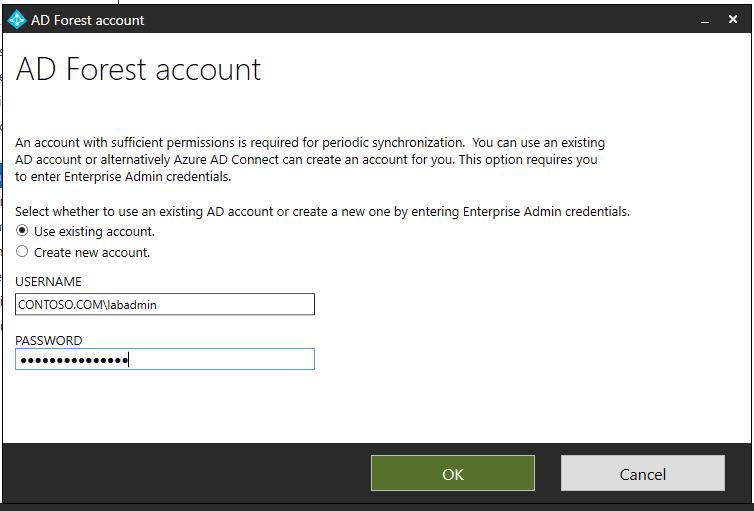 AD Forest account
AD Forest account
An account with sufficient permissions is required for periodic synchronization.  You can use an existing
AD account or alternatively Azure AD Connect can create an account for you. This option requires you
to enter Enterprise Admin credentials.
Select whether to use an existing AD account or create a new one by entering Enterprise Admin credentials.
Use existing account.
Create new account.
USERNAME
CONTOSO.COM\labadmin
PASSWORD
●●●●●●●●●●●●●●●
OK
Cancel